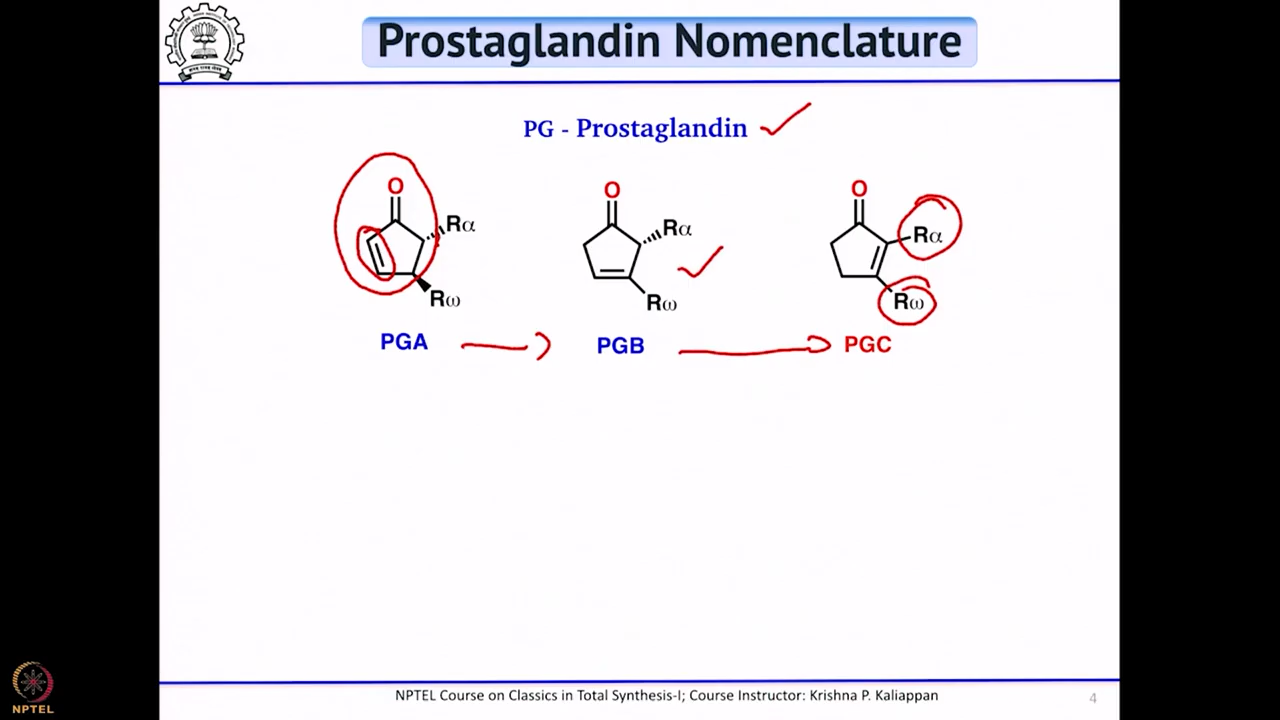 Prostaglandin Nomenclature
PG - Prostaglandin
O O O
Rα Rα Rα
Rω Rω Rω
PGA PGB PGC
NPTEL Course on Classics in Total Synthesis-I; Course Instructor: Krishna P. Kaliappan 4
NPTEL